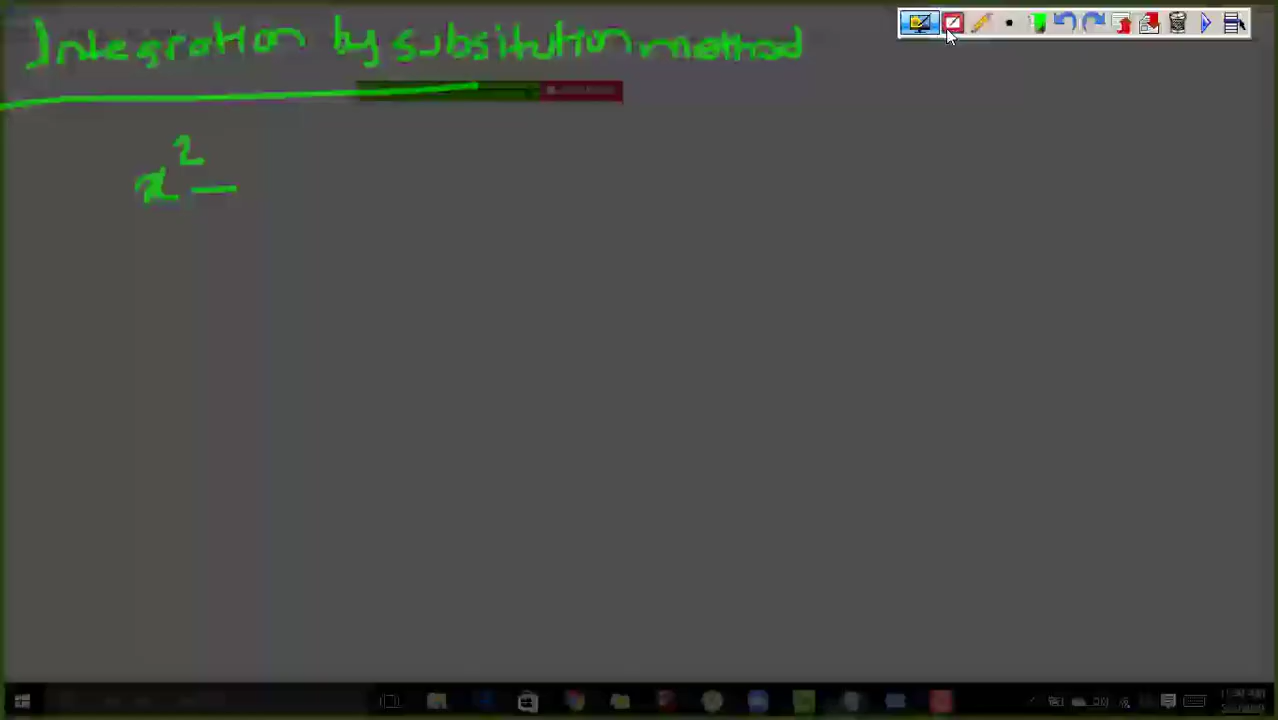 Integration by subsitution method
x² —